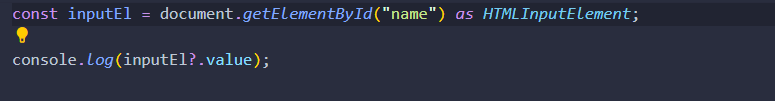 const inputEl = document.getElementById("name") as HTMLInputElement;
console.log(inputEl?.value);